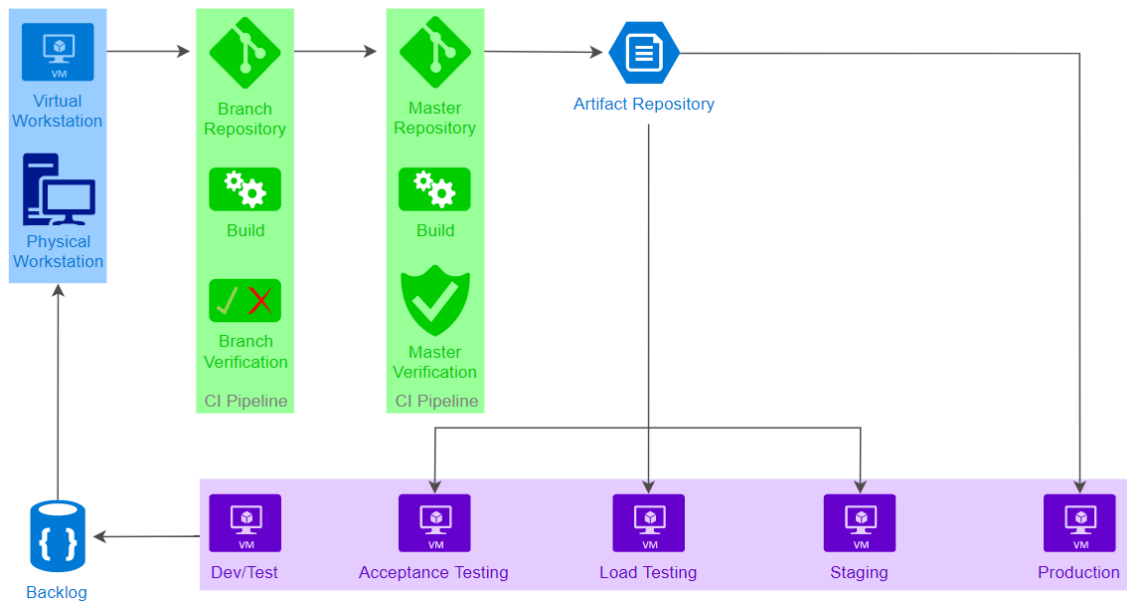 VM
Virtual
Workstation
Physical
Workstation
Branch
Repository
Build
Branch
Verification
CI Pipeline
Master
Repository
Build
Master
Verification
CI Pipeline
Artifact Repository
Backlog
VM
Dev/Test
VM
Acceptance Testing
VM
Load Testing
VM
Staging
VM
Production